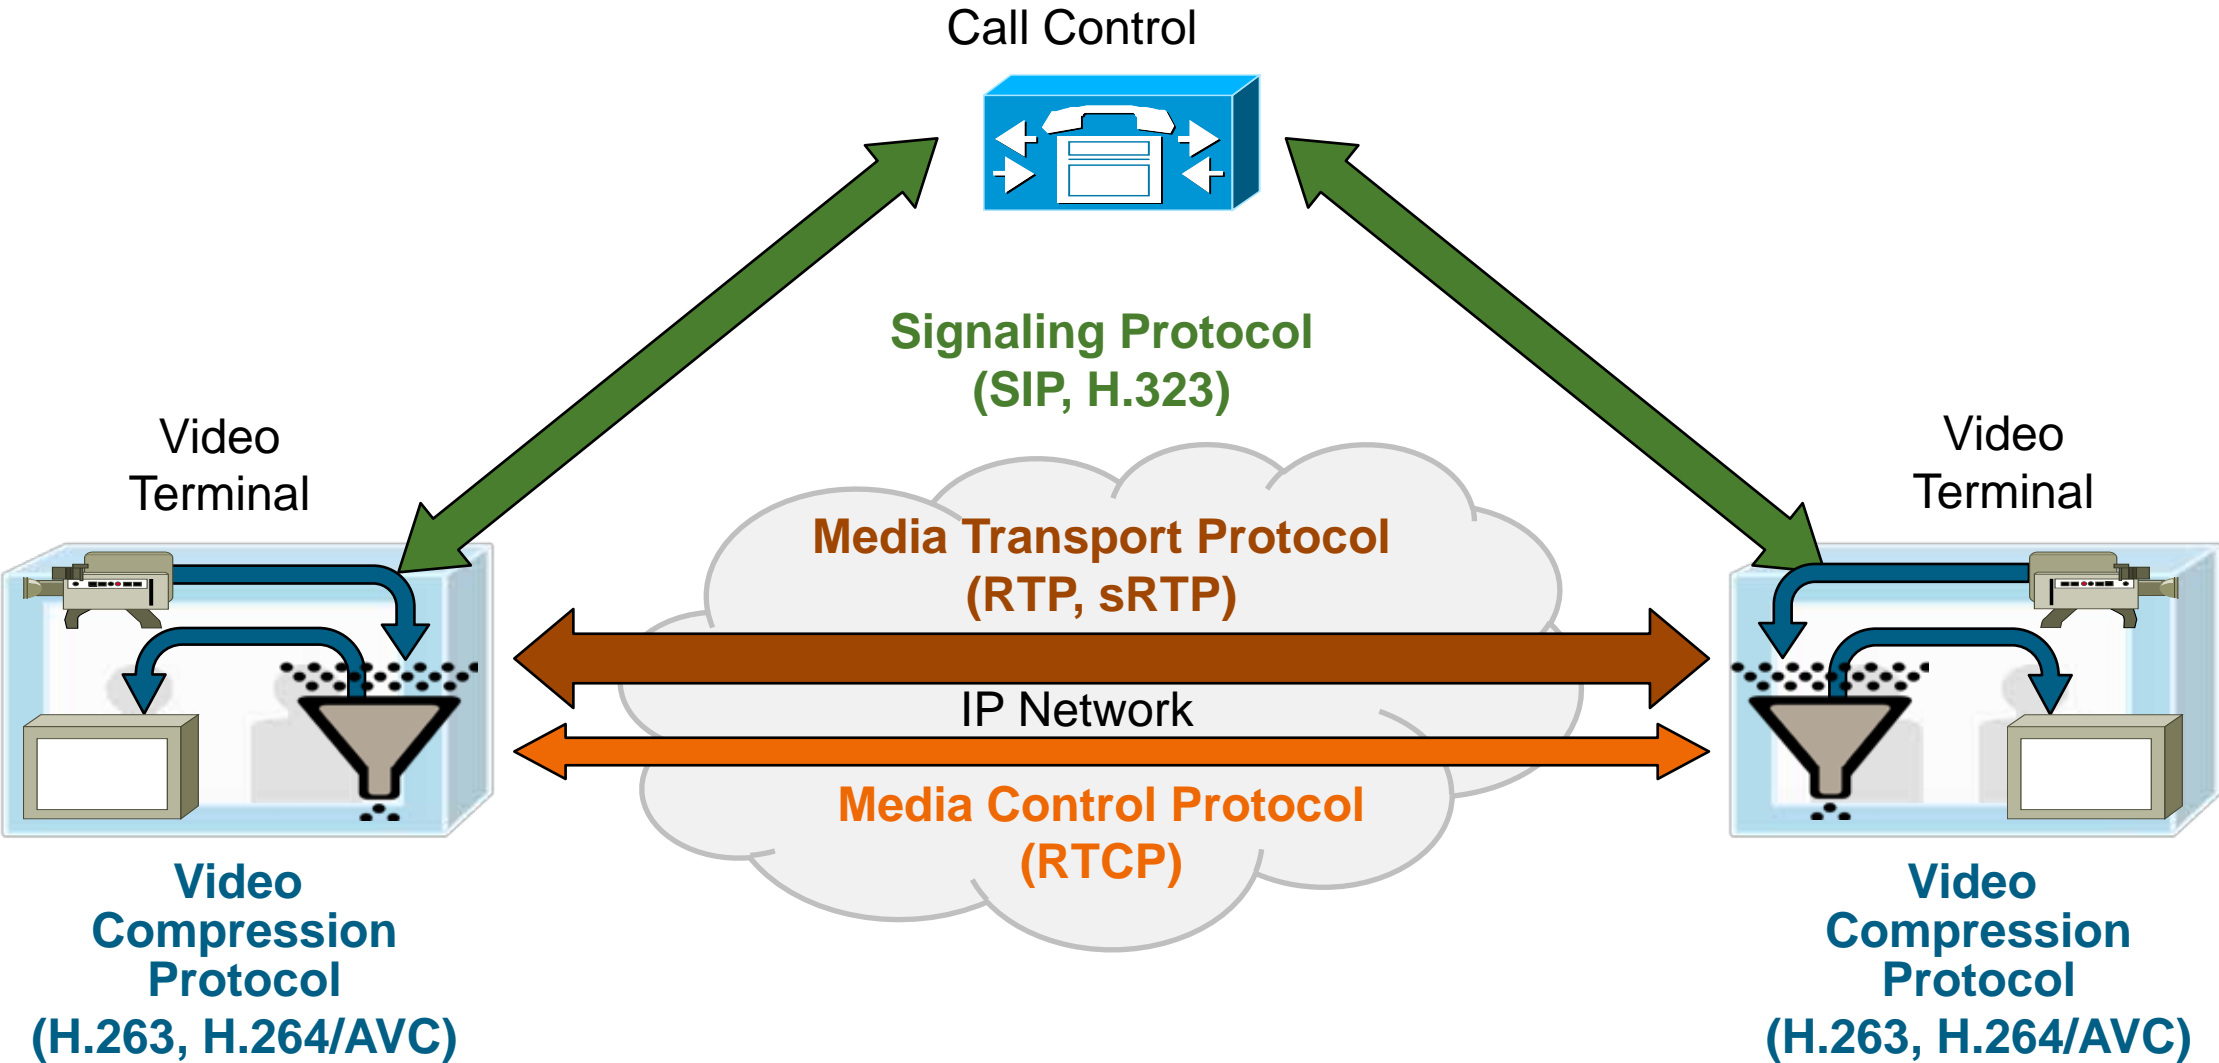 Call Control
Signaling Protocol
(SIP, H.323)
Video
Terminal
Video
Terminal
Media Transport Protocol
(RTP, sRTP)
IP Network
Media Control Protocol
(RTCP)
Video
Compression
Protocol
(H.263, H.264/AVC)
Video
Compression
Protocol
(H.263, H.264/AVC)